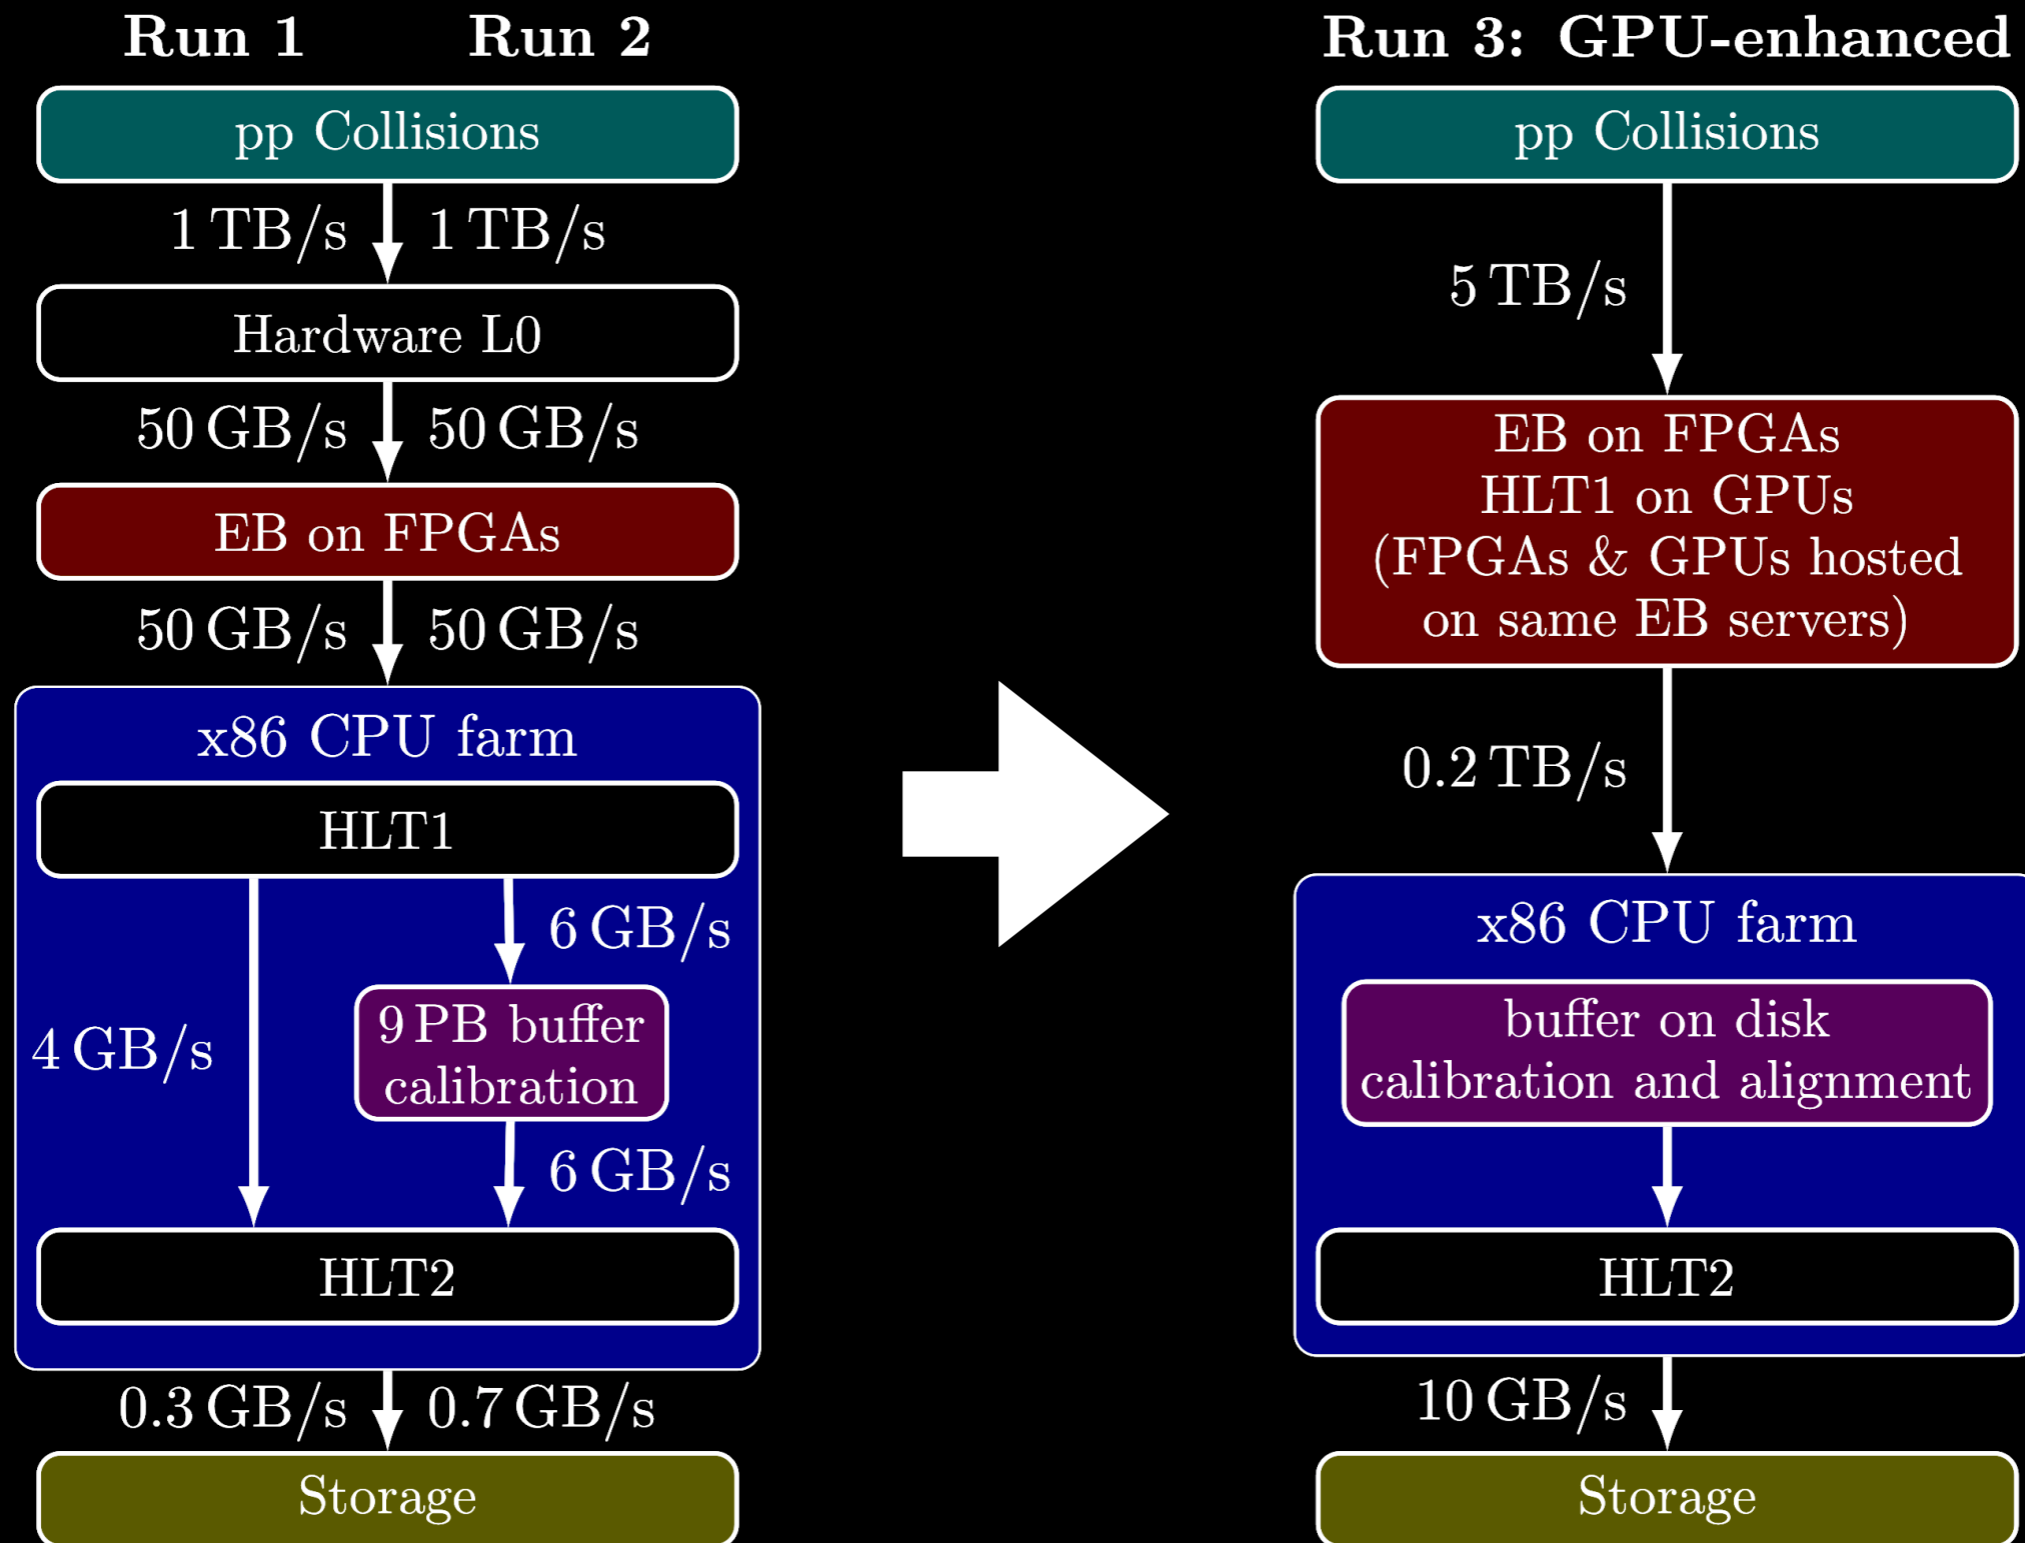 Run 1 Run 2
pp Collisions
1 TB/s 1 TB/s
Hardware L0
50 GB/s 50 GB/s
EB on FPGAs
50 GB/s 50 GB/s
x86 CPU farm
HLT1
6 GB/s
9 PB buffer
calibration
4 GB/s
6 GB/s
HLT2
0.3 GB/s 0.7 GB/s
Storage
Run 3: GPU-enhanced
pp Collisions
5 TB/s
EB on FPGAs
HLT1 on GPUs
(FPGAs & GPUs hosted
on same EB servers)
0.2 TB/s
x86 CPU farm
buffer on disk
calibration and alignment
HLT2
10 GB/s
Storage